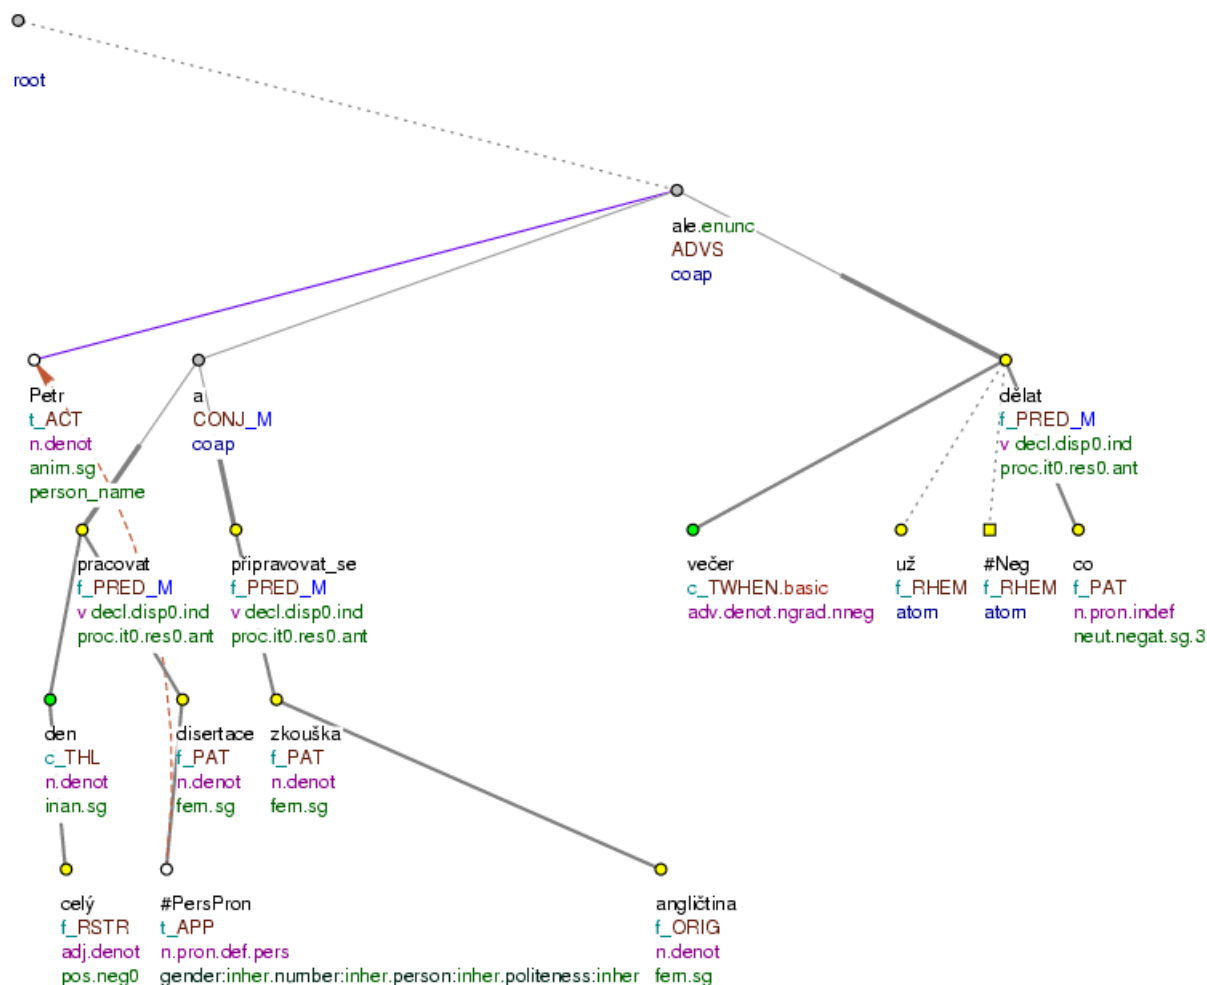 root
ale.enunc
ADVS
coap
Petr
t_ACT
n.denot
anim.sg
person_name
a
CONJ_M
coap
dělat
f_PRED_M
v decl.disp0.ind
proc.it0.res0.ant
pracovat
f_PRED_M
v decl.disp0.ind
proc.it0.res0.ant
připravovat_se
f_PRED_M
v decl.disp0.ind
proc.it0.res0.ant
večer
c_TWHEN.basic
adv.denot.ngrad.nneg
už
f_RHEM
atom
#Neg
f_RHEM
atom
co
f_PAT
n.pron.indef
neut.negat.sg.3
den
c_THL
n.denot
inan.sg
disertace
f_PAT
n.denot
fem.sg
zkouška
f_PAT
n.denot
fem.sg
celý
f_RSTR
adj.denot
pos.neg0
#PersPron
t_APP
n.pron.def.pers
gender:inher.number:inher.person:inher.politeness:inher
angličtina
f_ORIG
n.denot
fem.sg